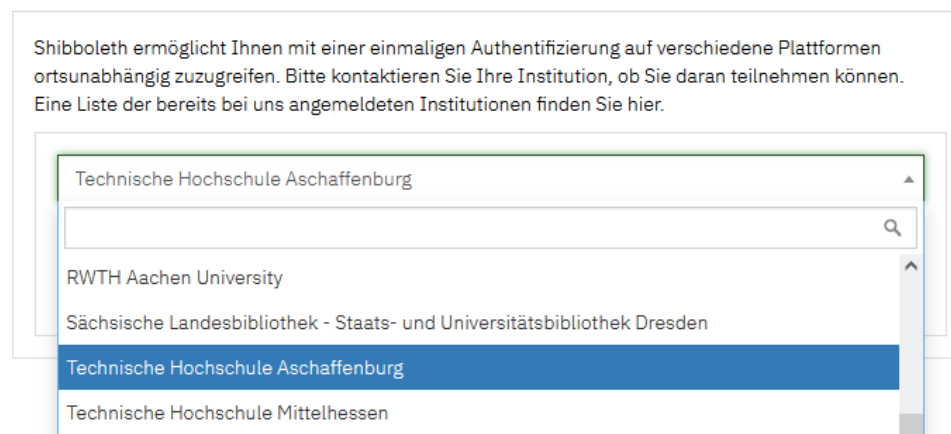 Shibboleth ermöglicht Ihnen mit einer einmaligen Authentifizierung auf verschiedene Plattformen
ortsunabhängig zuzugreifen. Bitte kontaktieren Sie Ihre Institution, ob Sie daran teilnehmen können.
Eine Liste der bereits bei uns angemeldeten Institutionen finden Sie hier.
Technische Hochschule Aschaffenburg
RWTH Aachen University
Sächsische Landesbibliothek - Staats- und Universitätsbibliothek Dresden
Technische Hochschule Aschaffenburg
Technische Hochschule Mittelhessen